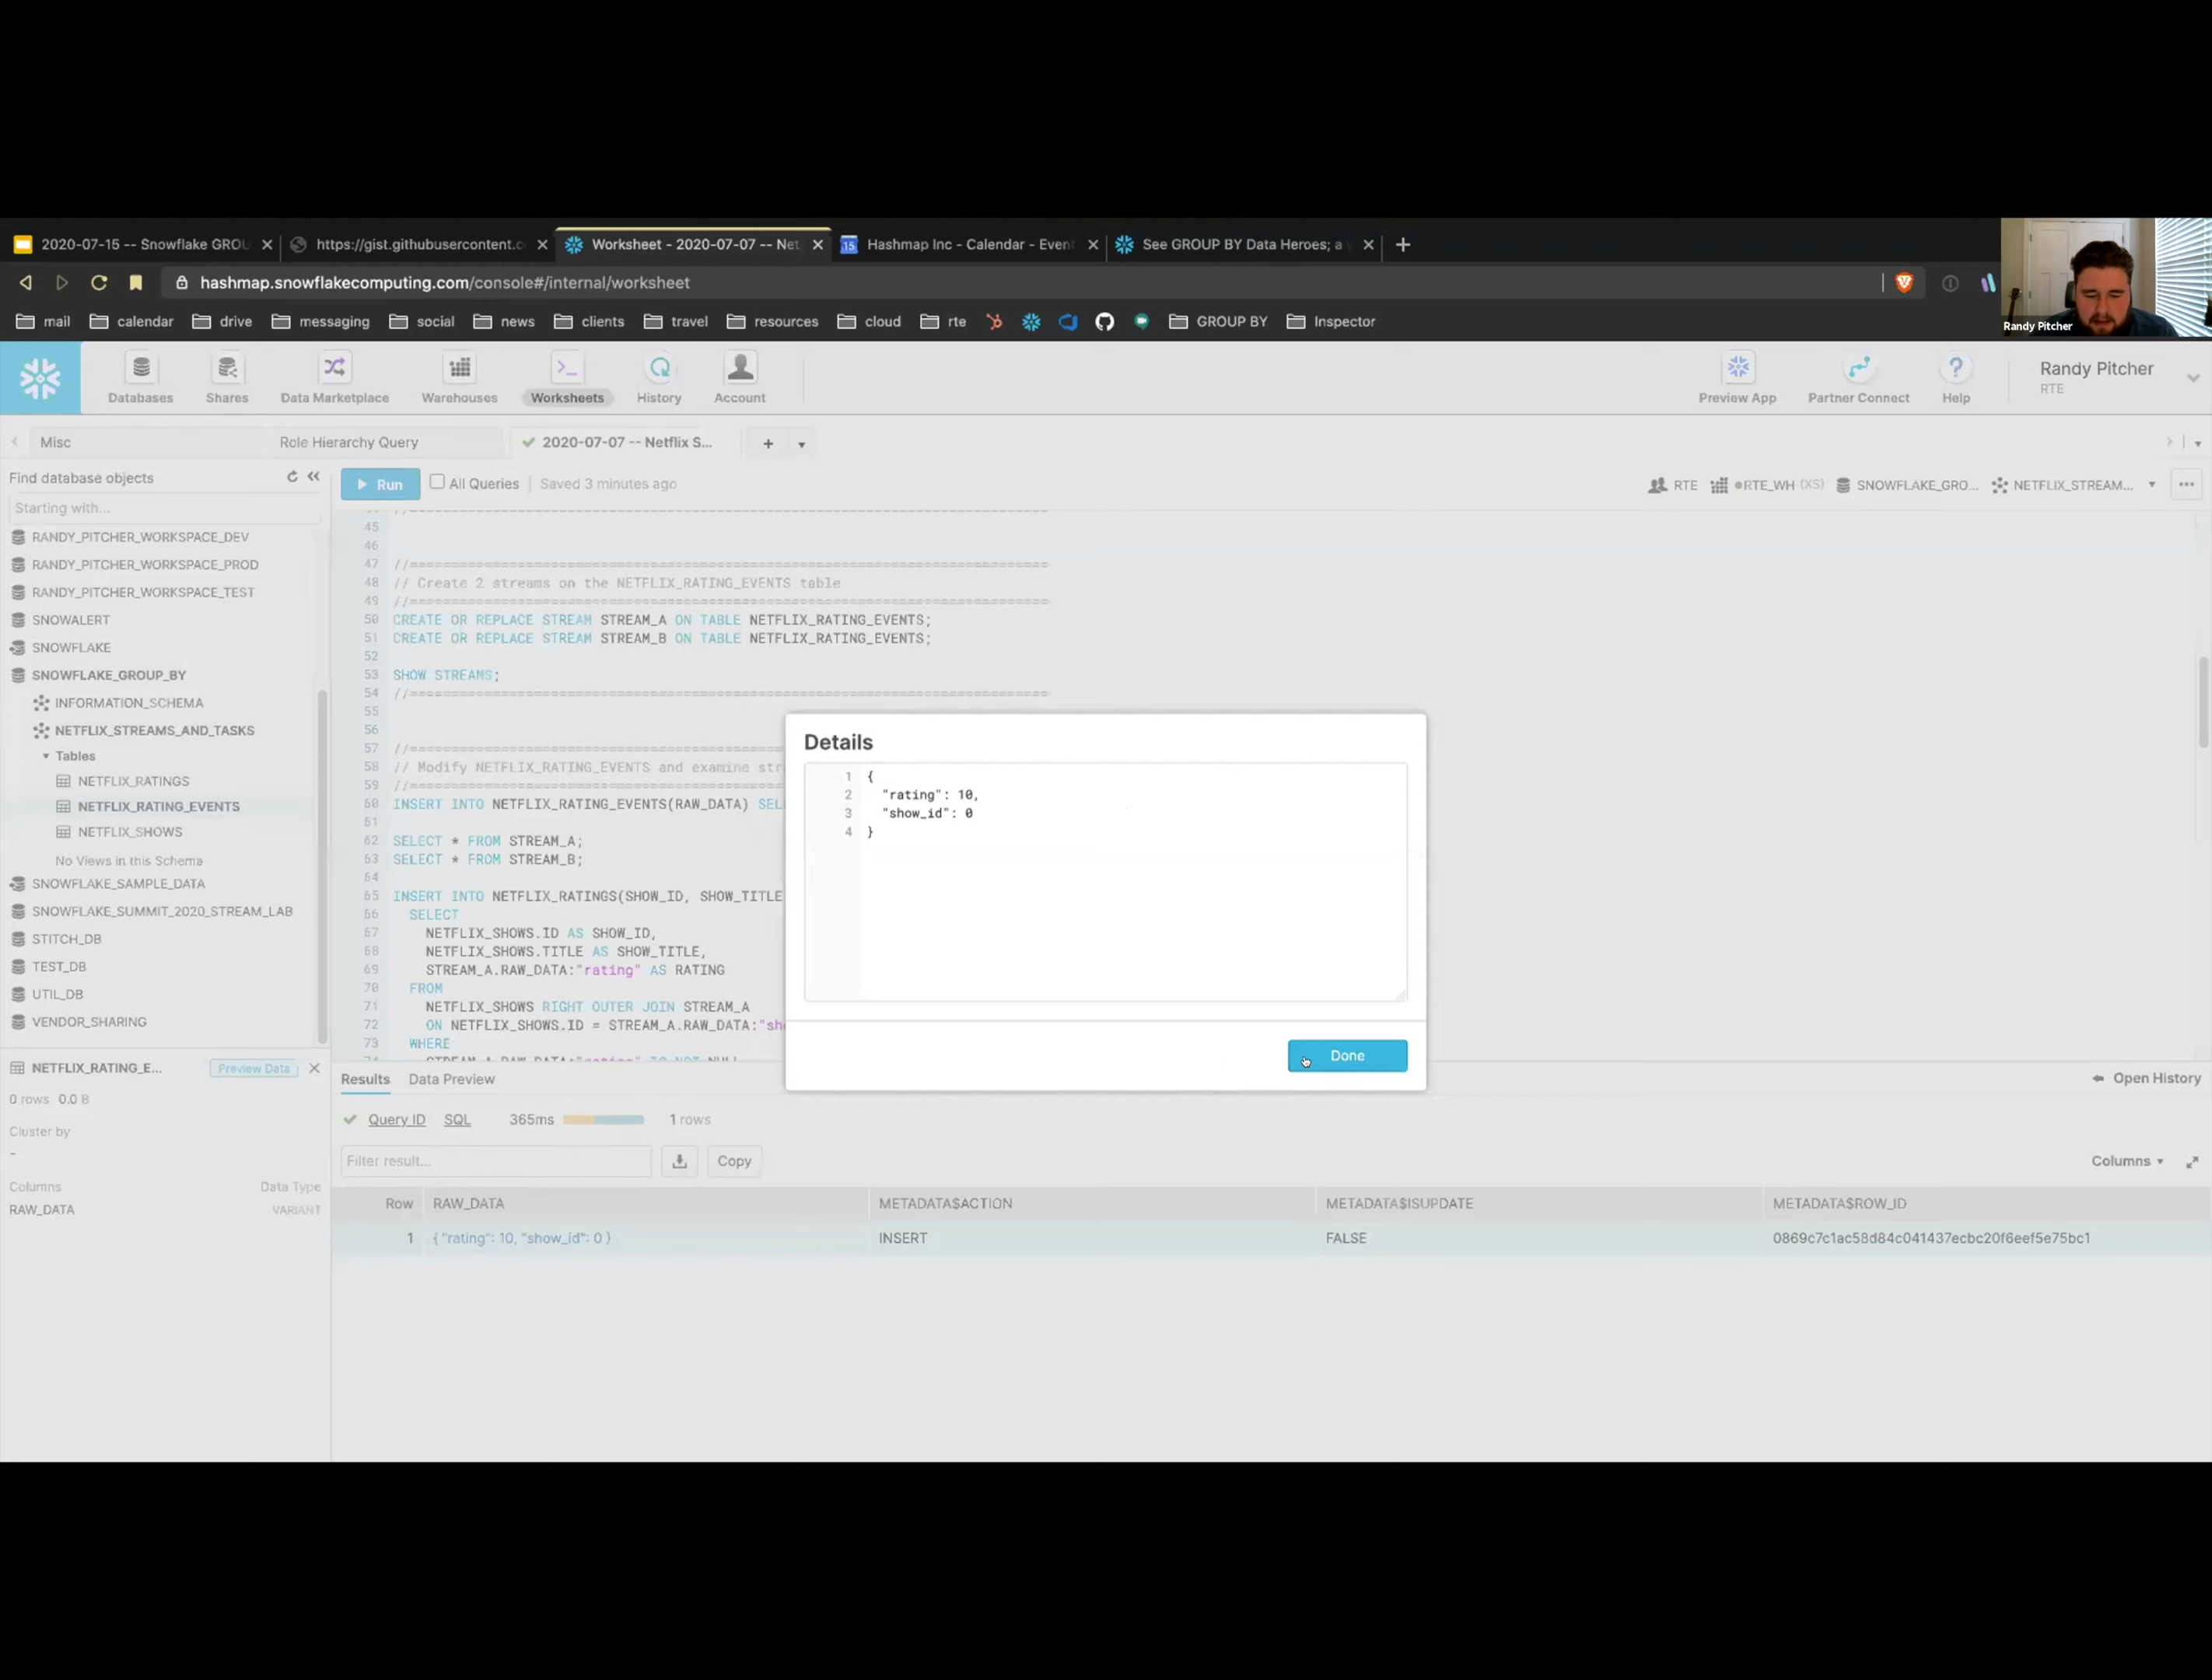 2020-07-15 -- Snowflake GROU
https://gist.githubusercontent.c
Worksheet - 2020-07-07 -- Net
Hashmap Inc - Calendar - Event
See GROUP BY Data Heroes; a
hashmap.snowflakecomputing.com/console#/internal/worksheet
mail calendar drive messaging social news clients travel resources cloud rte GROUP BY Inspector
Randy Pitcher
Databases Shares Data Marketplace Warehouses Worksheets History Account
Preview App Partner Connect Help
Randy Pitcher
RTE
Misc Role Hierarchy Query 2020-07-07 -- Netflix S...
Find database objects
Starting with...
RANDY_PITCHER_WORKSPACE_DEV
RANDY_PITCHER_WORKSPACE_PROD
RANDY_PITCHER_WORKSPACE_TEST
SNOWALERT
SNOWFLAKE
SNOWFLAKE_GROUP_BY
INFORMATION_SCHEMA
NETFLIX_STREAMS_AND_TASKS
Tables
NETFLIX_RATINGS
NETFLIX_RATING_EVENTS
NETFLIX_SHOWS
No Views in this Schema
SNOWFLAKE_SAMPLE_DATA
SNOWFLAKE_SUMMIT_2020_STREAM_LAB
STITCH_DB
TEST_DB
UTIL_DB
VENDOR_SHARING
NETFLIX_RATING_E... Preview Data
0 rows 0.0 B
Cluster by
-
Columns Data Type
RAW_DATA VARIANT
Run All Queries Saved 3 minutes ago
RTE RTE_WH (XS) SNOWFLAKE_GRO... NETFLIX_STREAM...
45
46
47 //==============================================================================
48 // Create 2 streams on the NETFLIX_RATING_EVENTS table
49 //==============================================================================
50 CREATE OR REPLACE STREAM STREAM_A ON TABLE NETFLIX_RATING_EVENTS;
51 CREATE OR REPLACE STREAM STREAM_B ON TABLE NETFLIX_RATING_EVENTS;
52
53 SHOW STREAMS;
54 //==============================================================================
55
56
57 //==============================================
58 // Modify NETFLIX_RATING_EVENTS and examine str
59 //==============================================
60 INSERT INTO NETFLIX_RATING_EVENTS(RAW_DATA) SEL
61
62 SELECT * FROM STREAM_A;
63 SELECT * FROM STREAM_B;
64
65 INSERT INTO NETFLIX_RATINGS(SHOW_ID, SHOW_TITLE
66 SELECT
67 NETFLIX_SHOWS.ID AS SHOW_ID,
68 NETFLIX_SHOWS.TITLE AS SHOW_TITLE,
69 STREAM_A.RAW_DATA:"rating" AS RATING
70 FROM
71 NETFLIX_SHOWS RIGHT OUTER JOIN STREAM_A
72 ON NETFLIX_SHOWS.ID = STREAM_A.RAW_DATA:"sh
73 WHERE
74 STREAM_A.RAW_DATA:"rating" IS NOT NULL
Details
1 {
2 "rating": 10,
3 "show_id": 0
4 }
Done
Results Data Preview
Open History
Query ID SQL 365ms 1 rows
Filter result... Copy
Columns
Row RAW_DATA METADATA$ACTION METADATA$ISUPDATE METADATA$ROW_ID
1 { "rating": 10, "show_id": 0 } INSERT FALSE 0869c7c1ac58d84c041437ecbc20f6eef5e75bc1